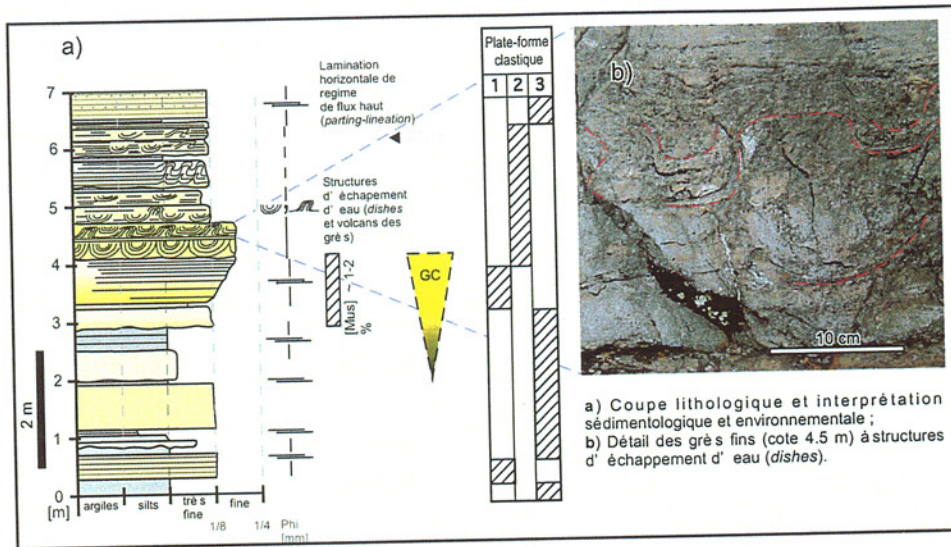 a)
7
6
5
4
3
2
1
0
[m]
2 m
argiles
silts
très
fine
fine
1/8
1/4
Phi
[mm]
Lamination
horizontale de
regime
de flux haut
(parting-lineation)
Structures
d' échapement
d' eau (dishes
et volcans des
grès)
[Mus] ~ 1-2
%
GC
Plate-forme
clastique
1 2 3
b)
10 cm
a) Coupe lithologique et interprétation
sédimentologique et environnementale ;
b) Détail des grès fins (cote 4.5 m) à structures
d' échappement d' eau (dishes).